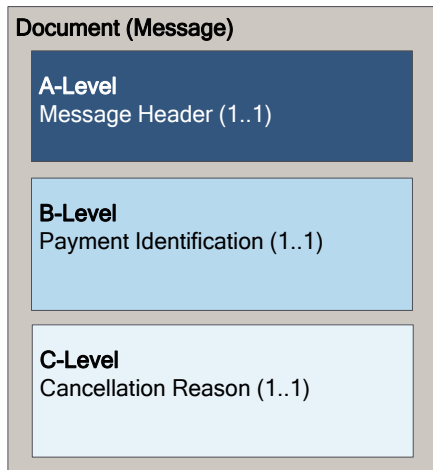 Document (Message)
A-Level
Message Header (1..1)
B-Level
Payment Identification (1..1)
C-Level
Cancellation Reason (1..1)